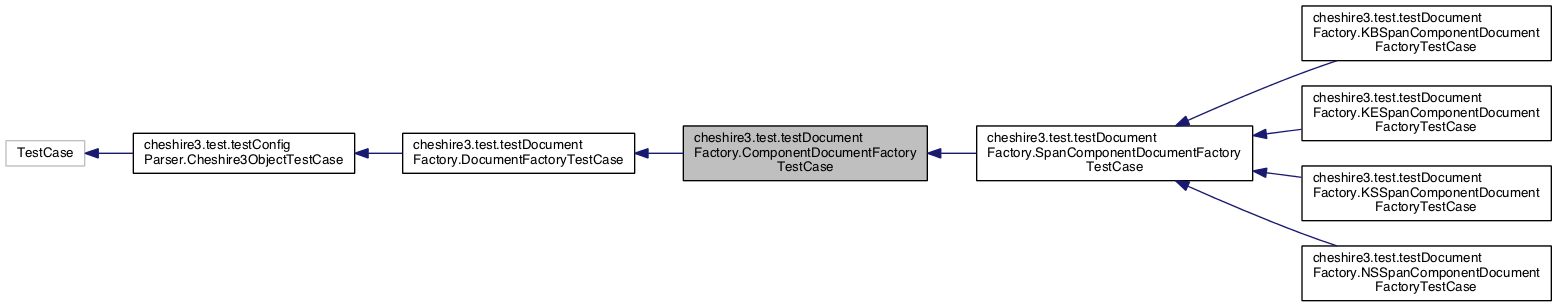 TestCase
cheshire3.test.testConfig
Parser.Cheshire3ObjectTestCase
cheshire3.test.testDocument
Factory.DocumentFactoryTestCase
cheshire3.test.testDocument
Factory.ComponentDocumentFactory
TestCase
cheshire3.test.testDocument
Factory.SpanComponentDocumentFactory
TestCase
cheshire3.test.testDocument
Factory.KBSpanComponentDocument
FactoryTestCase
cheshire3.test.testDocument
Factory.KESpanComponentDocument
FactoryTestCase
cheshire3.test.testDocument
Factory.KSSpanComponentDocument
FactoryTestCase
cheshire3.test.testDocument
Factory.NSSpanComponentDocument
FactoryTestCase